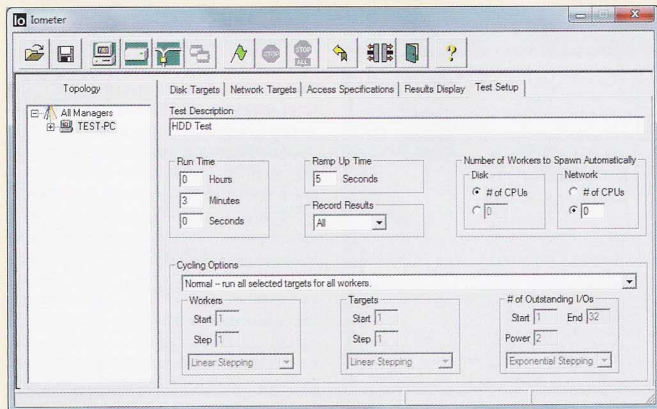 Io Iometer
STOP
STOP
ALL
?
Topology
All Managers
TEST-PC
Disk Targets
Network Targets
Access Specifications
Results Display
Test Setup
Test Description
HDD Test
Run Time
0 Hours
3 Minutes
0 Seconds
Ramp Up Time
5 Seconds
Record Results
All
Number of Workers to Spawn Automatically
Disk
# of CPUs
0
Network
# of CPUs
0
Cycling Options
Normal -- run all selected targets for all workers.
Workers
Start 1
Step 1
Linear Stepping
Targets
Start 1
Step 1
Linear Stepping
# of Outstanding I/Os
Start 1 End 32
Power 2
Exponential Stepping